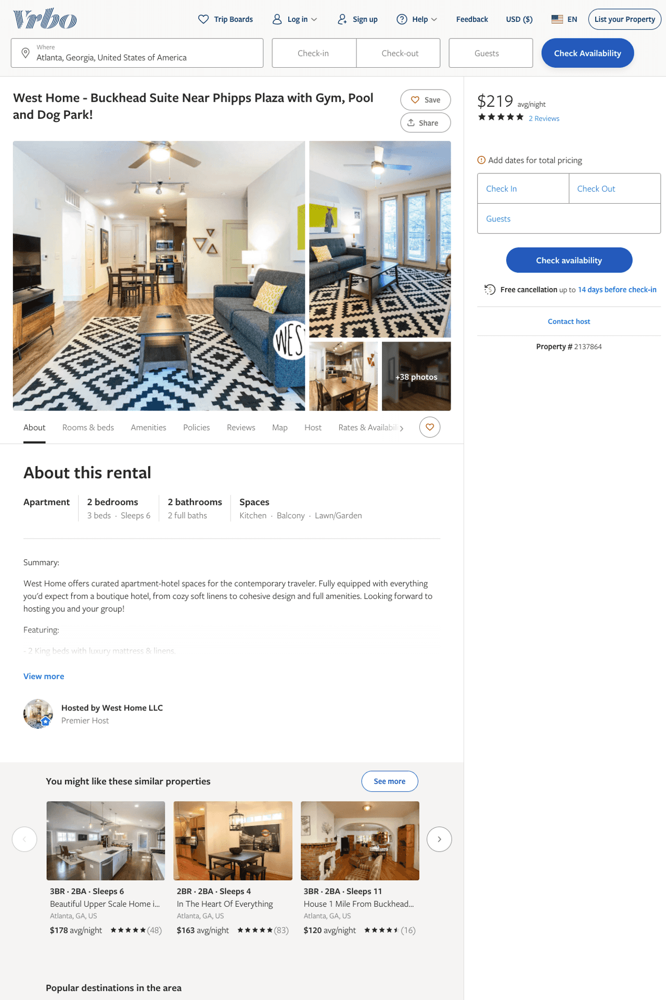 Vrbo
Trip Boards
Log in
Sign up
Help
Feedback
USD ($)
EN
List your Property
Where
Atlanta, Georgia, United States of America
Check-in
Check-out
Guests
Check Availability
West Home - Buckhead Suite Near Phipps Plaza with Gym, Pool
and Dog Park!
Save
Share
WES
+38 photos
$219 avg/night
2 Reviews
Add dates for total pricing
Check In
Check Out
Guests
Check availability
Free cancellation up to 14 days before check-in
Contact host
Property # 2137864
About
Rooms & beds
Amenities
Policies
Reviews
Map
Host
Rates & Availabili
About this rental
Apartment
2 bedrooms
3 beds · Sleeps 6
2 bathrooms
2 full baths
Spaces
Kitchen · Balcony · Lawn/Garden
Summary:
West Home offers curated apartment-hotel spaces for the contemporary traveler. Fully equipped with everything
you'd expect from a boutique hotel, from cozy soft linens to cohesive design and full amenities. Looking forward to
hosting you and your group!
Featuring:
- 2 King beds with luxury mattress & linens.
View more
Hosted by West Home LLC
Premier Host
You might like these similar properties
See more
3BR · 2BA · Sleeps 6
Beautiful Upper Scale Home i...
Atlanta, GA, US
$178 avg/night
(48)
2BR · 2BA · Sleeps 4
In The Heart Of Everything
Atlanta, GA, US
$163 avg/night
(83)
3BR · 2BA · Sleeps 11
House 1 Mile From Buckhead...
Atlanta, GA, US
$120 avg/night
(16)
Popular destinations in the area